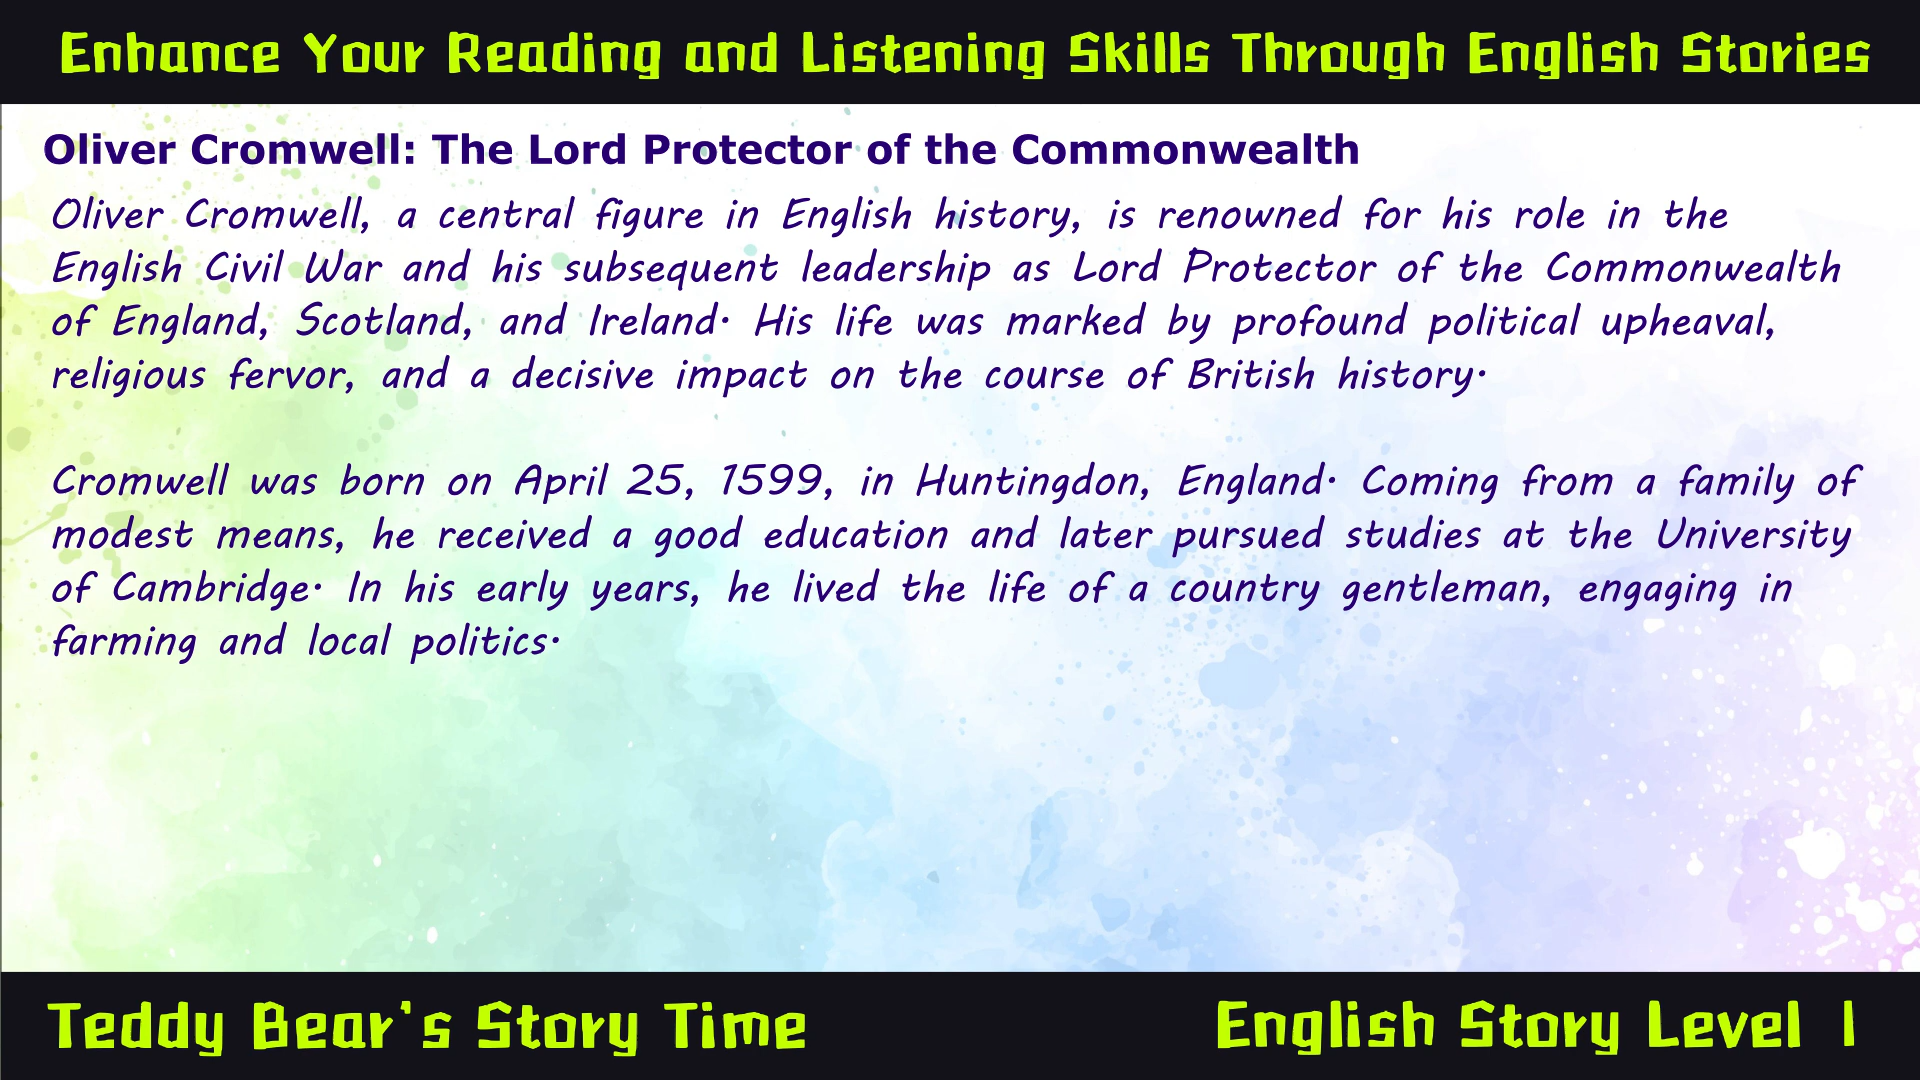 Enhance Your Reading and Listening Skills Through English Stories
Oliver Cromwell: The Lord Protector of the Commonwealth
Oliver Cromwell, a central figure in English history, is renowned for his role in the
English Civil War and his subsequent leadership as Lord Protector of the Commonwealth
of England, Scotland, and Ireland. His life was marked by profound political upheaval,
religious fervor, and a decisive impact on the course of British history.
Cromwell was born on April 25, 1599, in Huntingdon, England. Coming from a family of
modest means, he received a good education and later pursued studies at the University
of Cambridge. In his early years, he lived the life of a country gentleman, engaging in
farming and local politics.
Teddy Bear's Story Time
English Story Level 1